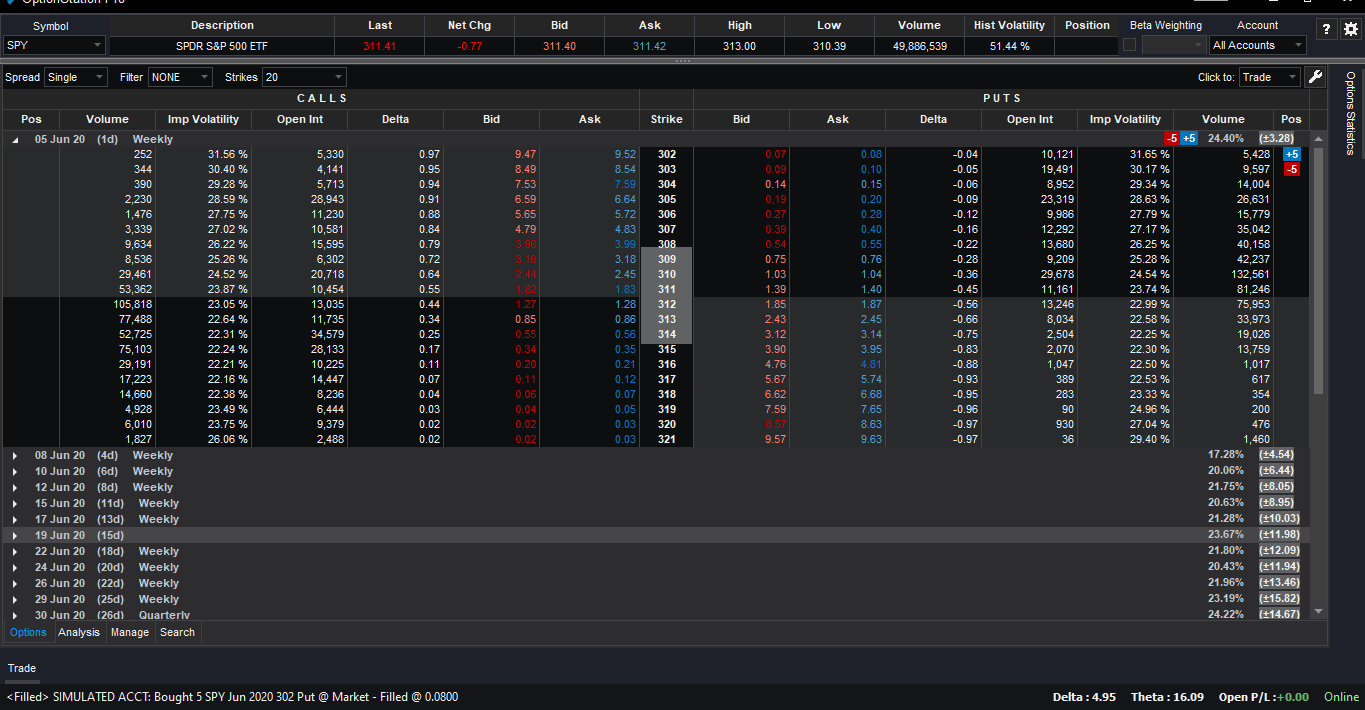 OptionStation Pro
Symbol Description Last Net Chg Bid Ask High Low Volume Hist Volatility Position Beta Weighting Account
SPY SPDR S&P 500 ETF 311.41 -0.77 311.40 311.42 313.00 310.39 49,886,539 51.44 % All Accounts
Spread Single Filter NONE Strikes 20 Click to: Trade
CALLS PUTS
Pos Volume Imp Volatility Open Int Delta Bid Ask Strike Bid Ask Delta Open Int Imp Volatility Volume Pos
05 Jun 20 (1d) Weekly -5 +5 24.40% (±3.28)
252 31.56 % 5,330 0.97 9.47 9.52 302 0.07 0.08 -0.04 10,121 31.65 % 5,428 +5
344 30.40 % 4,141 0.95 8.49 8.54 303 0.09 0.10 -0.05 19,491 30.17 % 9,597 -5
390 29.28 % 5,713 0.94 7.53 7.59 304 0.14 0.15 -0.06 8,952 29.34 % 14,004
2,230 28.59 % 28,943 0.91 6.59 6.64 305 0.19 0.20 -0.09 23,319 28.63 % 26,631
1,476 27.75 % 11,230 0.88 5.65 5.72 306 0.27 0.28 -0.12 9,986 27.79 % 15,779
3,339 27.02 % 10,581 0.84 4.79 4.83 307 0.39 0.40 -0.16 12,292 27.17 % 35,042
9,634 26.22 % 15,595 0.79 3.96 3.99 308 0.54 0.55 -0.22 13,680 26.25 % 40,158
8,536 25.26 % 6,302 0.72 3.16 3.18 309 0.75 0.76 -0.28 9,209 25.28 % 42,237
29,461 24.52 % 20,718 0.64 2.44 2.45 310 1.03 1.04 -0.36 29,678 24.54 % 132,561
53,362 23.87 % 10,454 0.55 1.82 1.83 311 1.39 1.40 -0.45 11,161 23.74 % 81,246
105,818 23.05 % 13,035 0.44 1.27 1.28 312 1.85 1.87 -0.56 13,246 22.99 % 75,953
77,488 22.64 % 11,735 0.34 0.85 0.86 313 2.43 2.45 -0.66 8,034 22.58 % 33,973
52,725 22.31 % 34,579 0.25 0.55 0.56 314 3.12 3.14 -0.75 2,504 22.25 % 19,026
75,103 22.24 % 28,133 0.17 0.34 0.35 315 3.90 3.95 -0.83 2,070 22.30 % 13,759
29,191 22.21 % 10,225 0.11 0.20 0.21 316 4.76 4.81 -0.88 1,047 22.50 % 1,017
17,223 22.16 % 14,447 0.07 0.11 0.12 317 5.67 5.74 -0.93 389 22.53 % 617
14,660 22.38 % 8,236 0.04 0.06 0.07 318 6.62 6.68 -0.95 283 23.33 % 354
4,928 23.49 % 6,444 0.03 0.04 0.05 319 7.59 7.65 -0.96 90 24.96 % 200
6,010 23.75 % 9,379 0.02 0.02 0.03 320 8.57 8.63 -0.97 930 27.04 % 476
1,827 26.06 % 2,488 0.02 0.02 0.03 321 9.57 9.63 -0.97 36 29.40 % 1,460
08 Jun 20 (4d) Weekly 17.28% (±4.54)
10 Jun 20 (6d) Weekly 20.06% (±6.44)
12 Jun 20 (8d) Weekly 21.75% (±8.05)
15 Jun 20 (11d) Weekly 20.63% (±8.95)
17 Jun 20 (13d) Weekly 21.28% (±10.03)
19 Jun 20 (15d) 23.67% (±11.98)
22 Jun 20 (18d) Weekly 21.80% (±12.09)
24 Jun 20 (20d) Weekly 20.43% (±11.94)
26 Jun 20 (22d) Weekly 21.96% (±13.46)
29 Jun 20 (25d) Weekly 23.19% (±15.82)
30 Jun 20 (26d) Quarterly 24.22% (±14.67)
Options Statistics
Options Analysis Manage Search
Trade
<Filled> SIMULATED ACCT: Bought 5 SPY Jun 2020 302 Put @ Market - Filled @ 0.0800 Delta : 4.95 Theta : 16.09 Open P/L :+0.00 Online